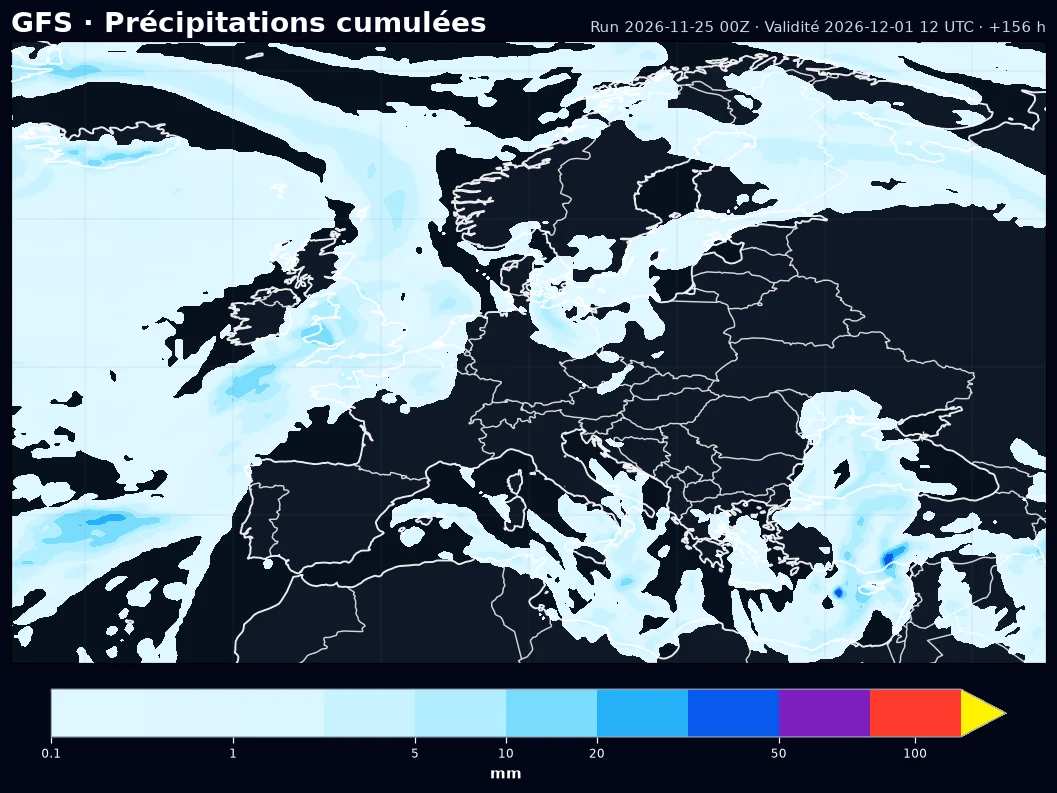 GFS · Précipitations cumulées
Run 2026-11-25 00Z · Validité 2026-12-01 12 UTC · +156 h
0.1 1 5 10 20 50 100
mm